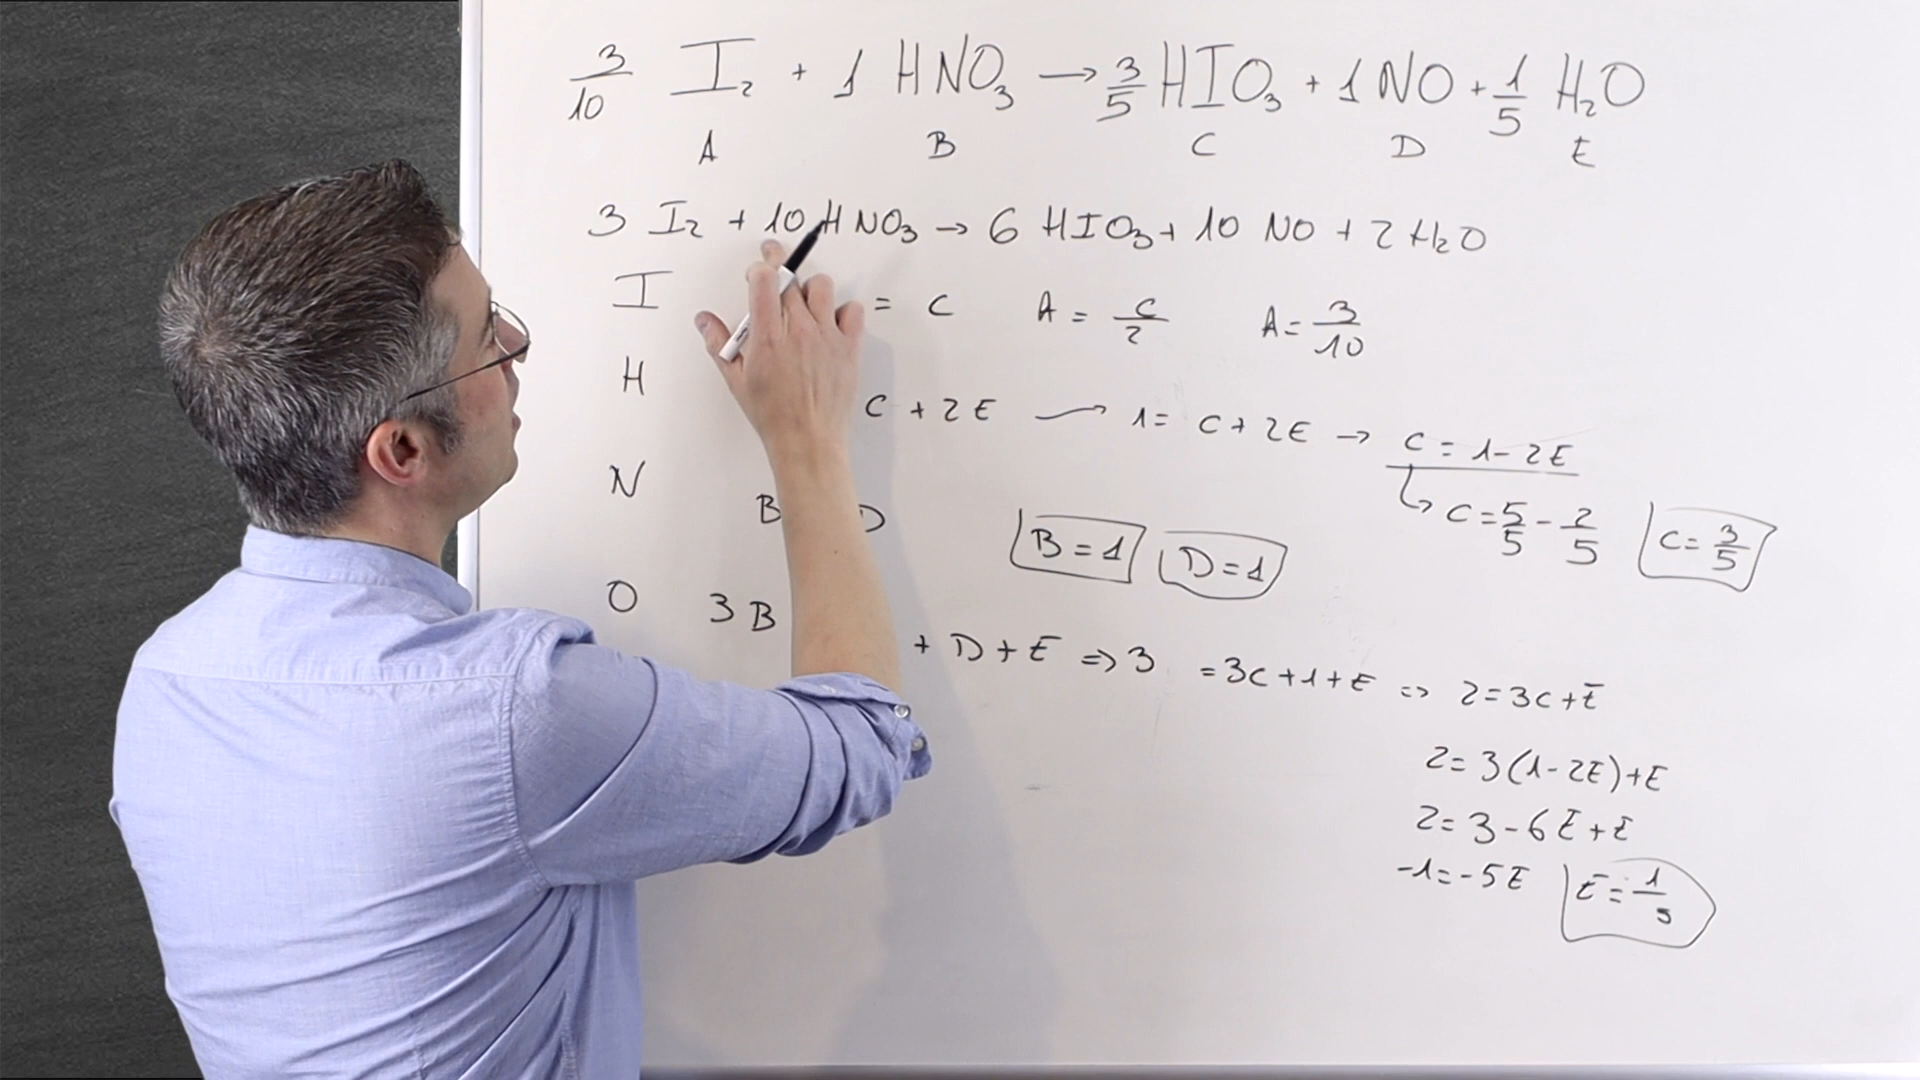 3/10 I₂ + 1 HNO₃ → 3/5 HIO₃ + 1 NO + 1/5 H₂O
A B C D E
3 I₂ + 10 HNO₃ → 6 HIO₃ + 10 NO + 2 H₂O
I = C A = C/2 A = 3/10
H C + 2E → 1 = C + 2E → C = 1 - 2E
N B D B = 1 D = 1 C = 5/5 - 2/5 C = 3/5
O 3B + D + E => 3 = 3C + 1 + E => 2 = 3C + E
2 = 3(1 - 2E) + E
2 = 3 - 6E + E
-1 = -5E E = 1/5